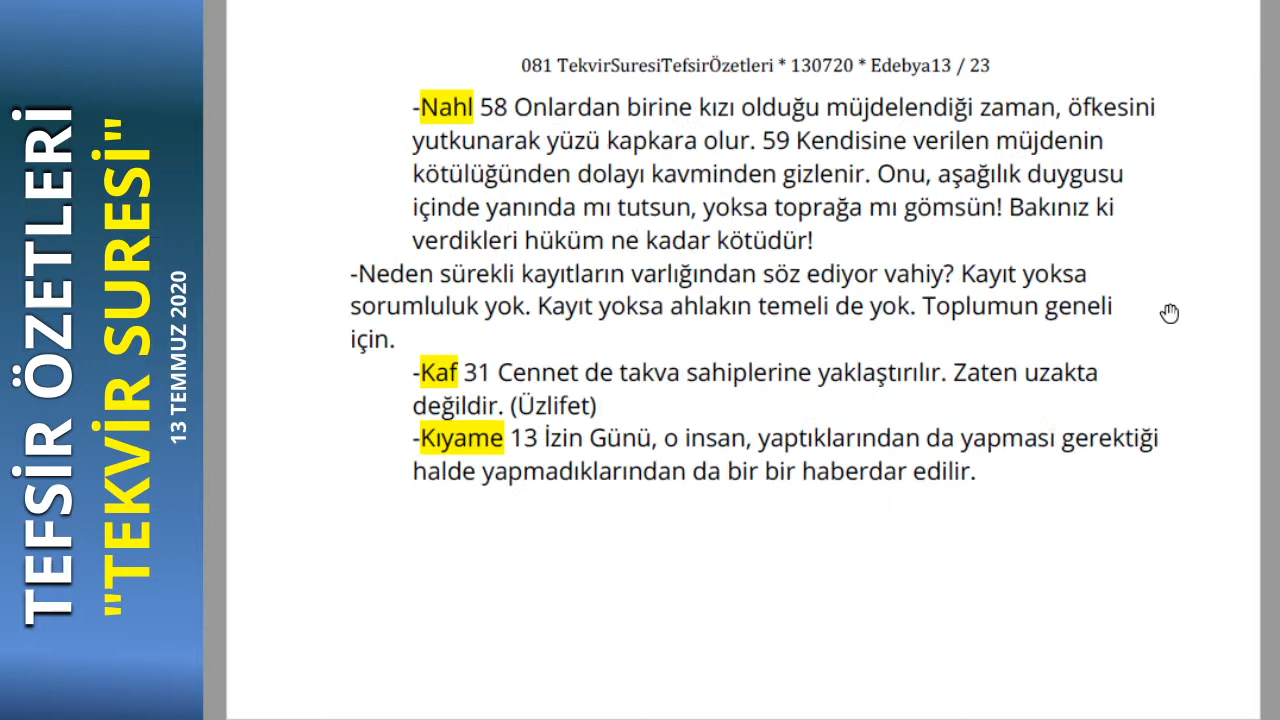 TEFSİR ÖZETLERİ
"TEKVİR SURESİ"
13 TEMMUZ 2020
081 TekvirSuresiTefsirÖzetleri * 130720 * Edebya13 / 23
-Nahl 58 Onlardan birine kızı olduğu müjdelendiği zaman, öfkesini
yutkunarak yüzü kapkara olur. 59 Kendisine verilen müjdenin
kötülüğünden dolayı kavminden gizlenir. Onu, aşağılık duygusu
içinde yanında mı tutsun, yoksa toprağa mı gömsün! Bakınız ki
verdikleri hüküm ne kadar kötüdür!
-Neden sürekli kayıtların varlığından söz ediyor vahiy? Kayıt yoksa
sorumluluk yok. Kayıt yoksa ahlakın temeli de yok. Toplumun geneli
için.
-Kaf 31 Cennet de takva sahiplerine yaklaştırılır. Zaten uzakta
değildir. (Üzlifet)
-Kıyame 13 İzin Günü, o insan, yaptıklarından da yapması gerektiği
halde yapmadıklarından da bir bir haberdar edilir.